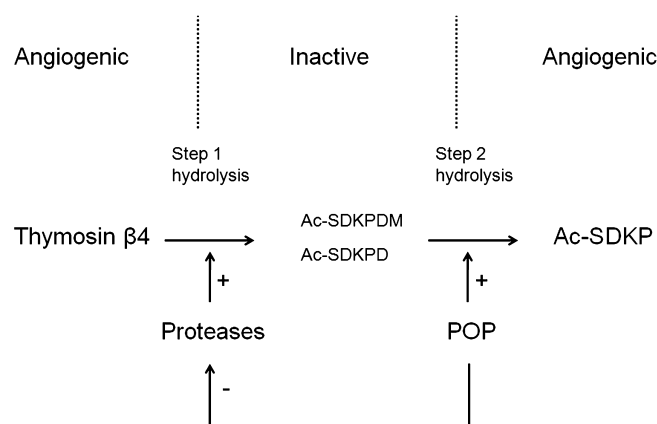 Angiogenic Inactive Angiogenic
Step 1 Step 2
hydrolysis hydrolysis
Thymosin β4 Ac-SDKPDM Ac-SDKP
Ac-SDKPD
+ +
Proteases POP
-